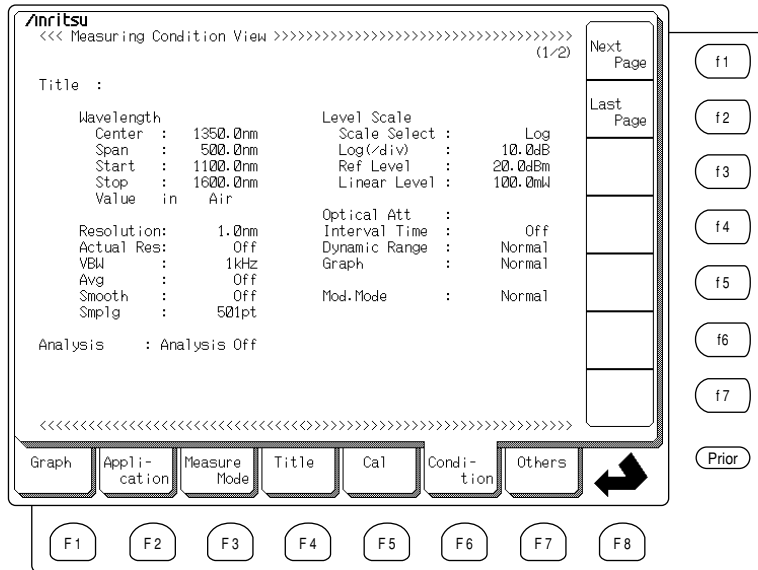 Anritsu
<<< Measuring Condition View >>>>>>>>>>>>>>>>>>>>>>>>>>>>>>>>>>>>>
(1/2)
Title :
Wavelength
Center : 1350.0nm
Span : 500.0nm
Start : 1100.0nm
Stop : 1600.0nm
Value in Air
Resolution: 1.0nm
Actual Res: Off
VBW : 1kHz
Avg : Off
Smooth : Off
Smplg : 501pt
Level Scale
Scale Select : Log
Log(/div) : 10.0dB
Ref Level : 20.0dBm
Linear Level : 100.0mW
Optical Att :
Interval Time : Off
Dynamic Range : Normal
Graph : Normal
Mod.Mode : Normal
Analysis : Analysis Off
<<<<<<<<<<<<<<<<<<<<<<<<<<<<<<<<<<>>>>>>>>>>>>>>>>>>>>>>>>>>>>>>>>
Next
Page
Last
Page
f1
f2
f3
f4
f5
f6
f7
Prior
Graph
Appli-
cation
Measure
Mode
Title
Cal
Condi-
tion
Others
F1
F2
F3
F4
F5
F6
F7
F8